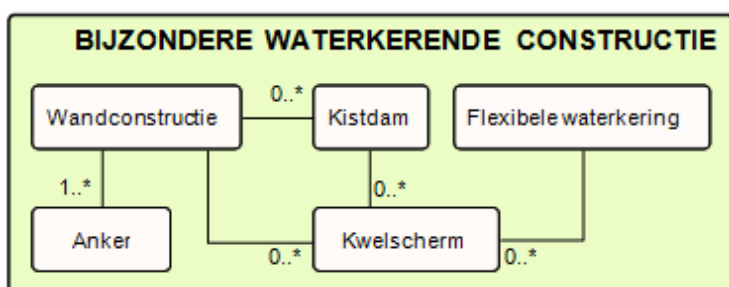 BIJZONDERE WATERKERENDE CONSTRUCTIE
0..*
Wandconstructie
Kistdam
Flexibele waterkering
1..*
0..*
Anker
Kwelscherm
0..*
0..*